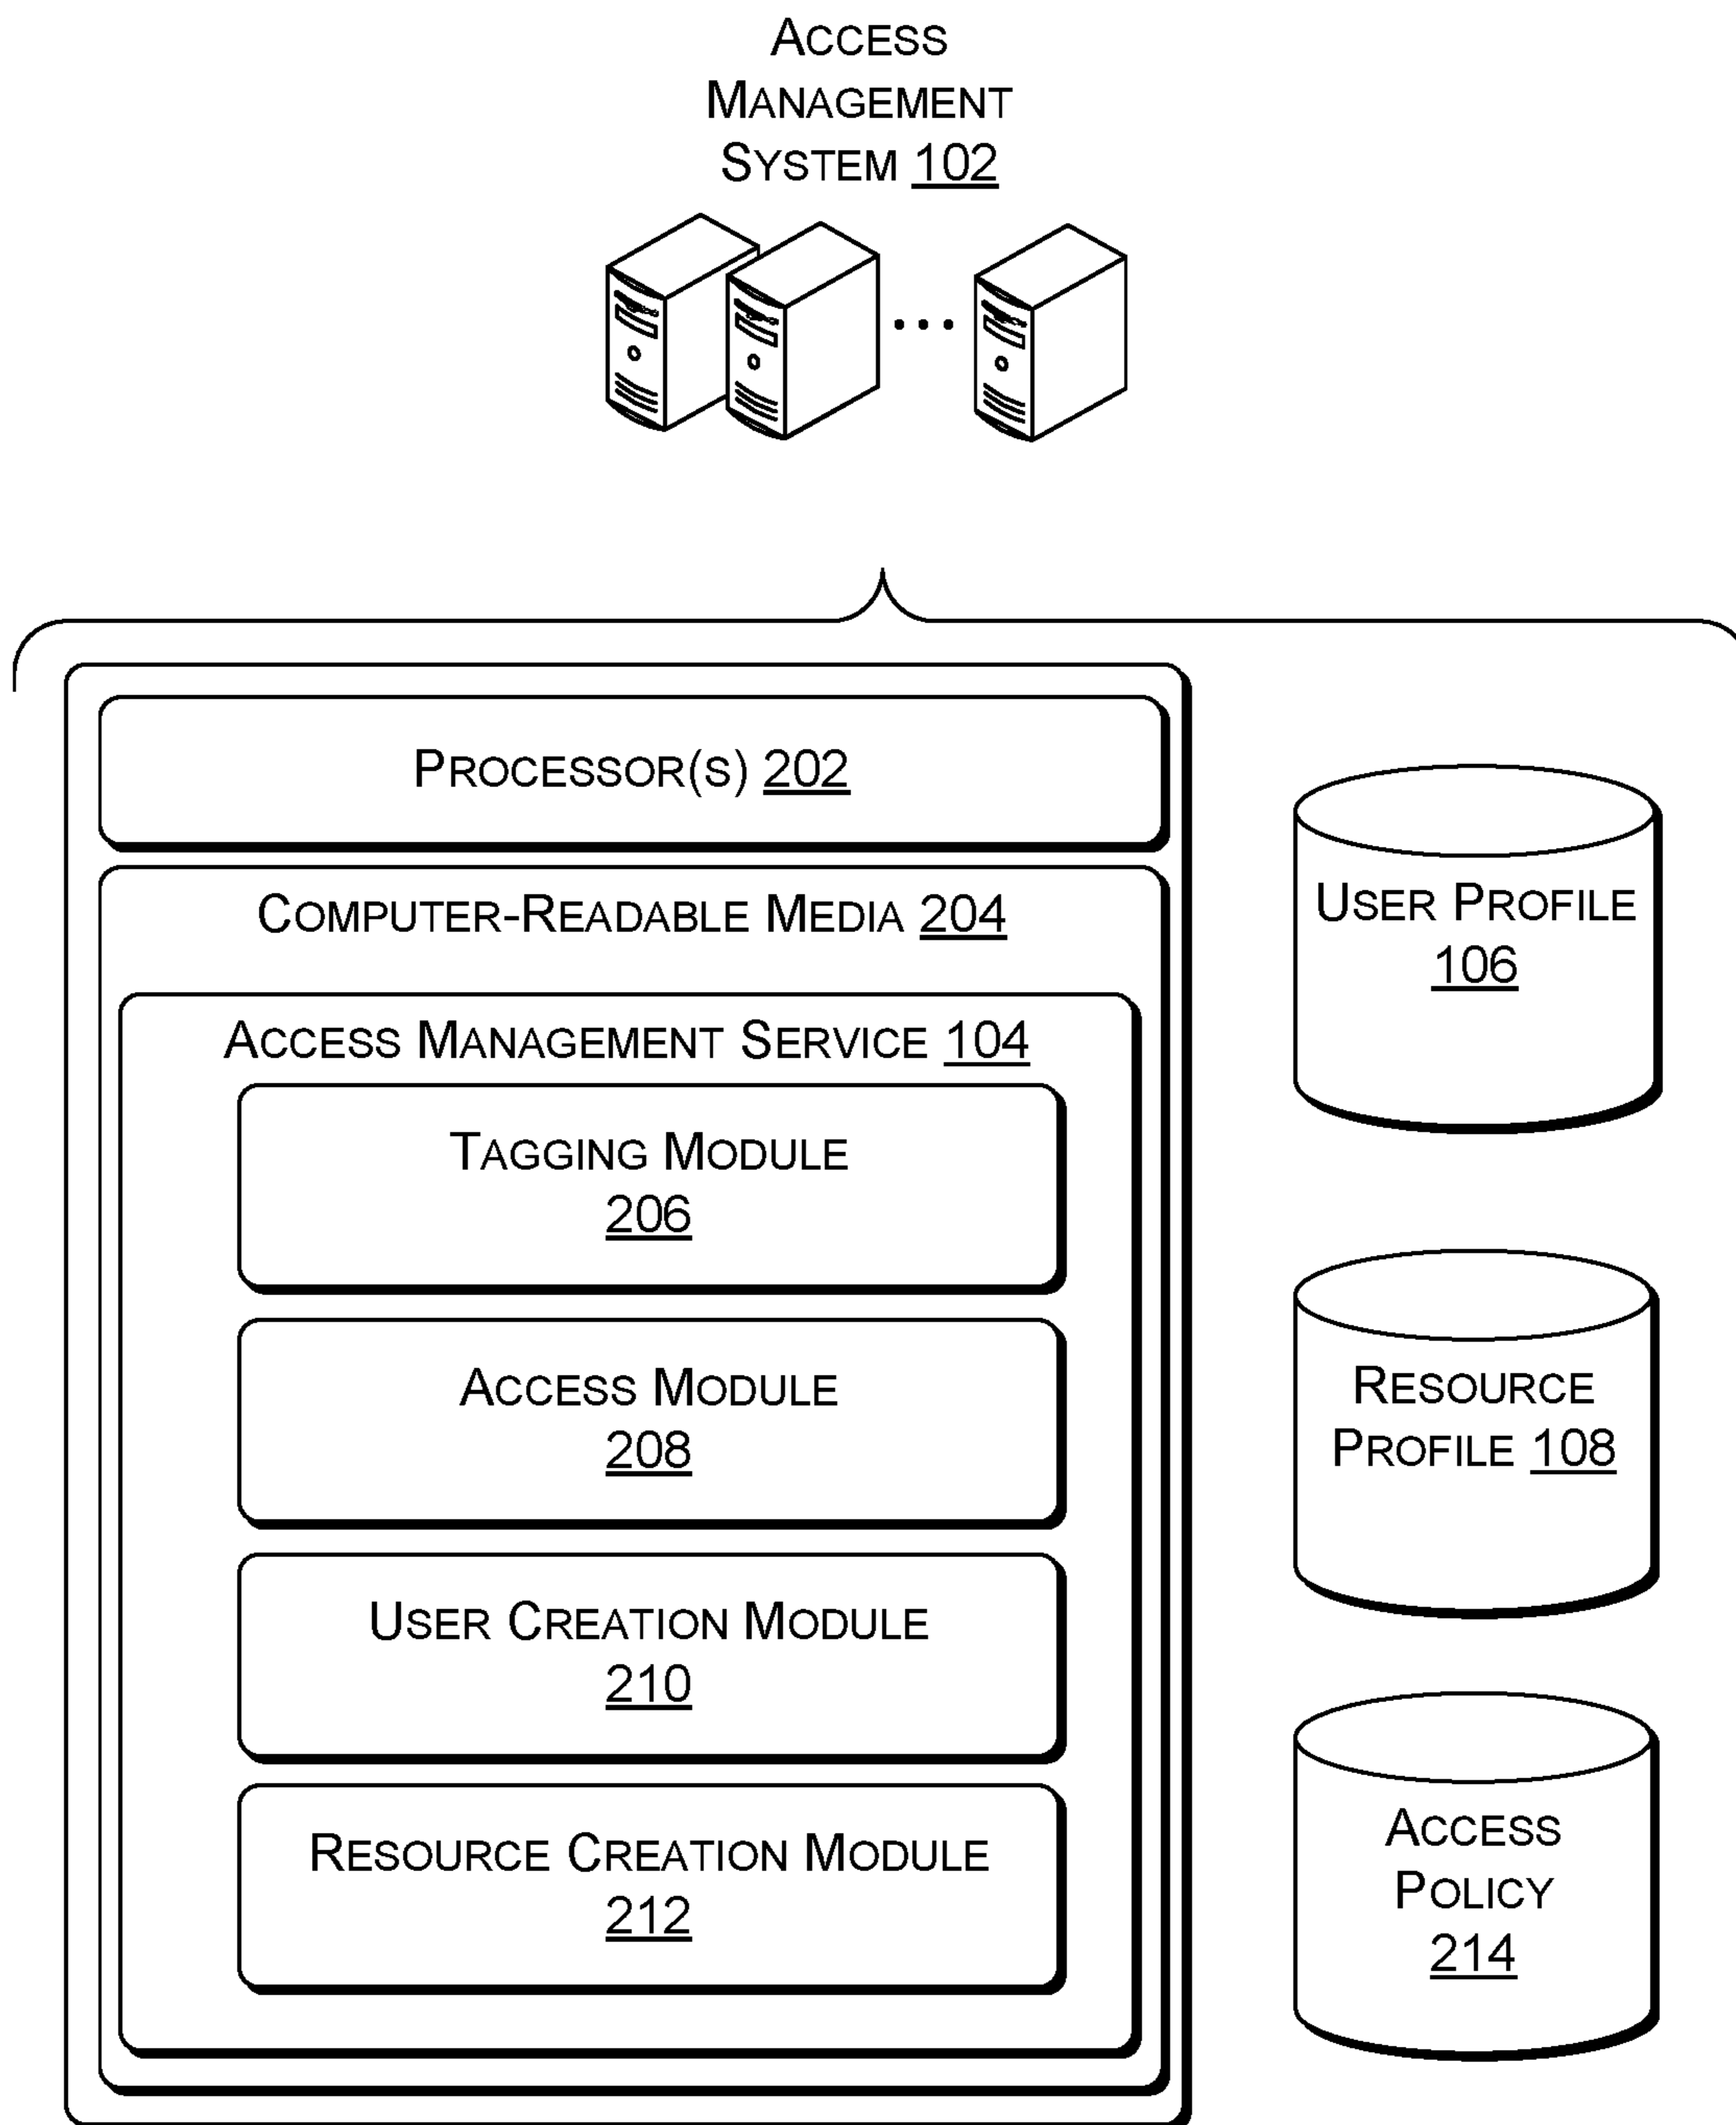 ACCESS
MANAGEMENT
SYSTEM 102
PROCESSOR(S) 202
COMPUTER-READABLE MEDIA 204
ACCESS MANAGEMENT SERVICE 104
TAGGING MODULE
206
ACCESS MODULE
208
USER CREATION MODULE
210
RESOURCE CREATION MODULE
212
USER PROFILE
106
RESOURCE
PROFILE 108
ACCESS
POLICY
214